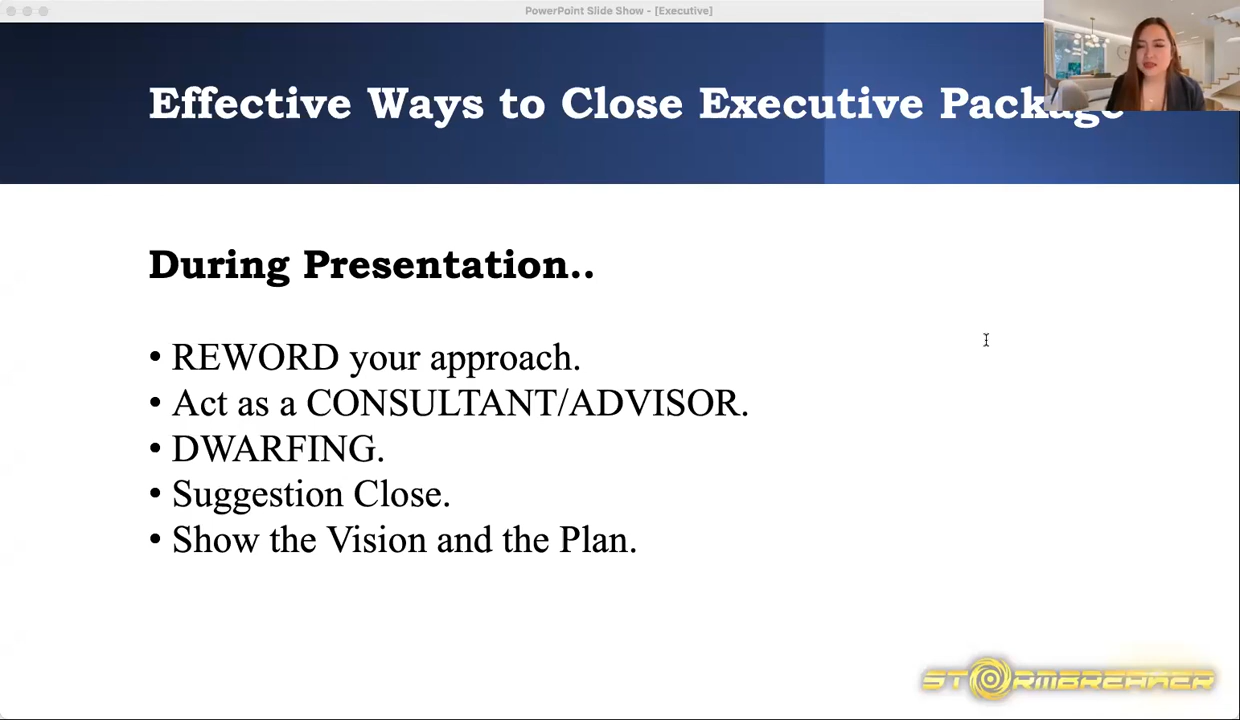 PowerPoint Slide Show - [Executive]
Effective Ways to Close Executive Package
During Presentation..
• REWORD your approach.
• Act as a CONSULTANT/ADVISOR.
• DWARFING.
• Suggestion Close.
• Show the Vision and the Plan.
STORMBREAKER